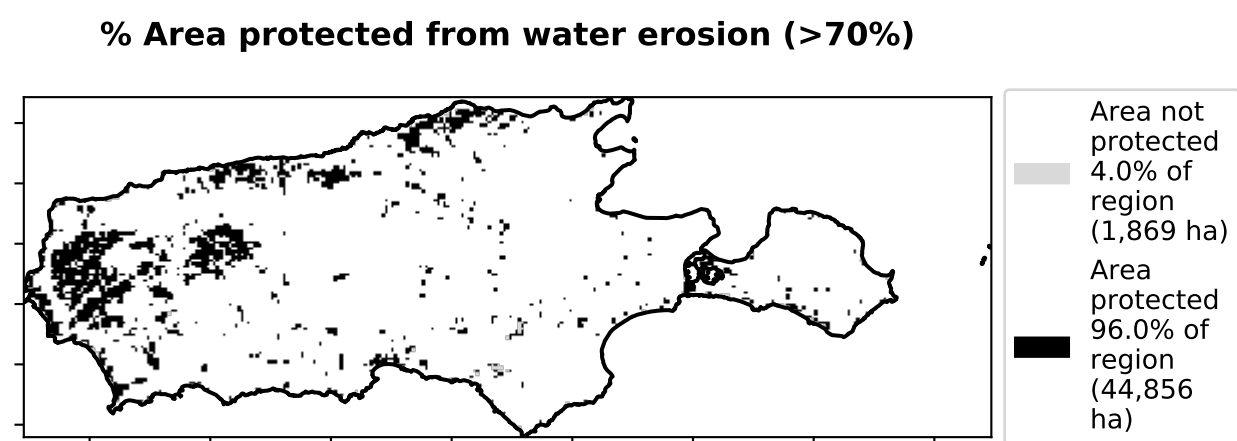 % Area protected from water erosion (>70%)
Area not
protected
4.0% of
region
(1,869 ha)
Area
protected
96.0% of
region
(44,856
ha)